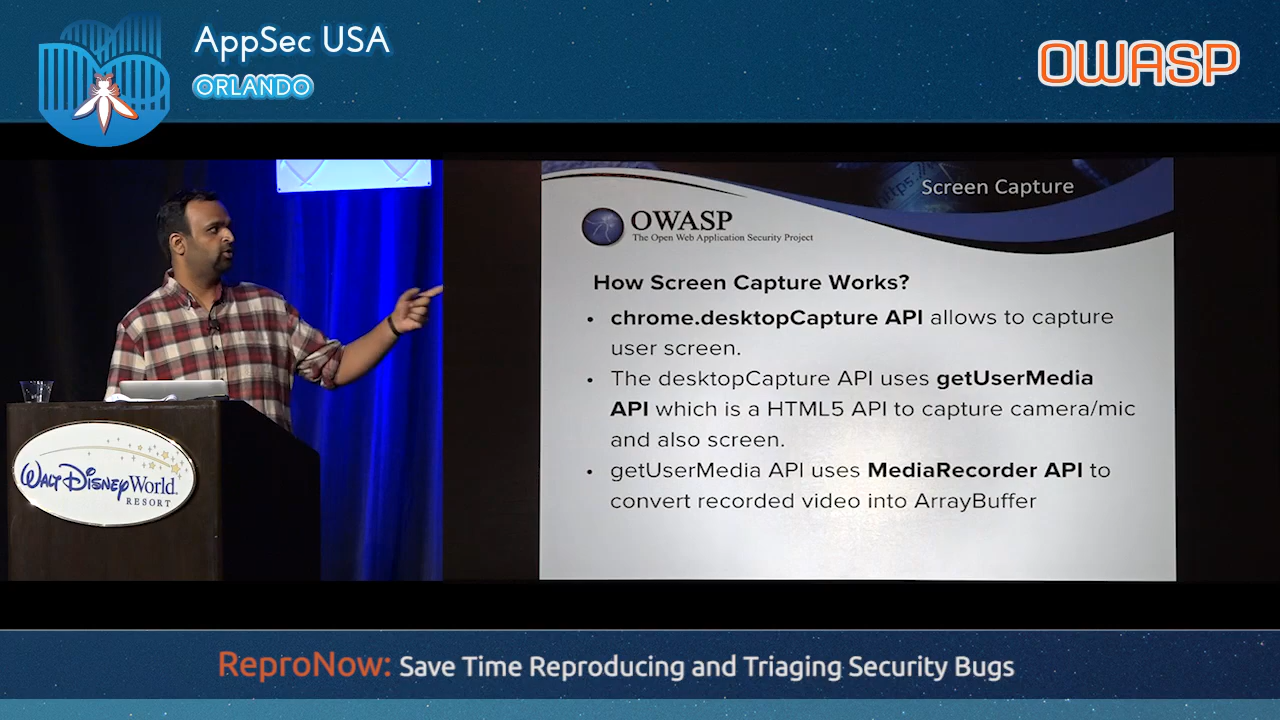 AppSec USA
ORLANDO
OWASP
https:
Screen Capture
OWASP
The Open Web Application Security Project
How Screen Capture Works?
• chrome.desktopCapture API allows to capture
user screen.
• The desktopCapture API uses getUserMedia
API which is a HTML5 API to capture camera/mic
and also screen.
• getUserMedia API uses MediaRecorder API to
convert recorded video into ArrayBuffer
WALT DISNEY World.
RESORT
ReproNow: Save Time Reproducing and Triaging Security Bugs